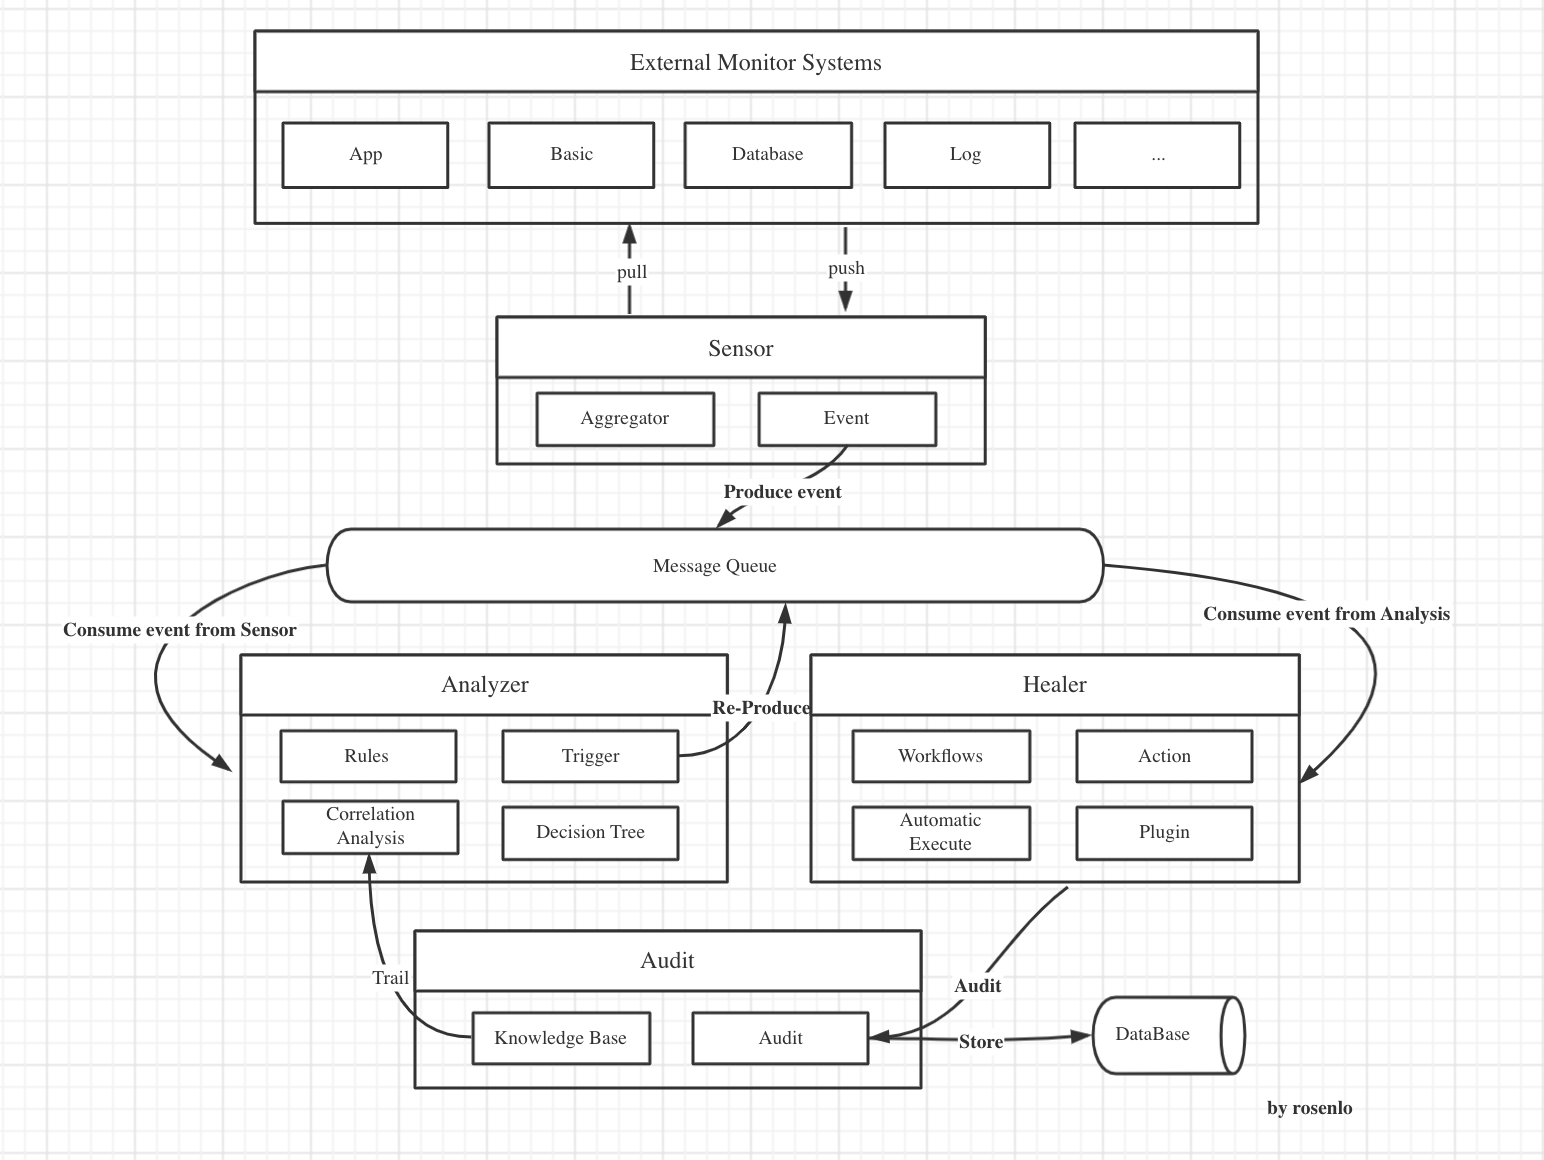 External Monitor Systems
App
Basic
Database
Log
...
pull
push
Sensor
Aggregator
Event
Produce event
Message Queue
Consume event from Sensor
Consume event from Analysis
Analyzer
Re-Produce
Rules
Trigger
Correlation
Analysis
Decision Tree
Healer
Workflows
Action
Automatic
Execute
Plugin
Audit
Trail
Knowledge Base
Audit
Audit
Store
DataBase
by rosenlo